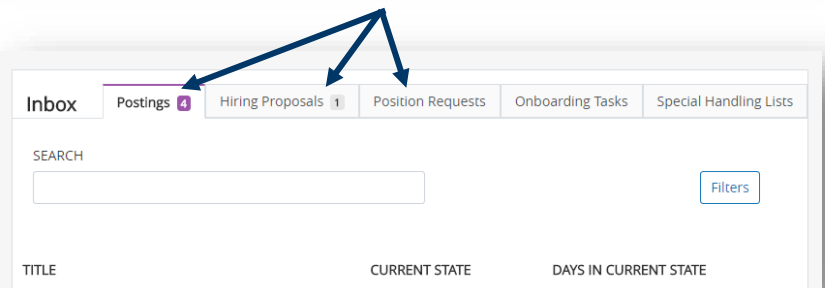 Inbox Postings 4 Hiring Proposals 1 Position Requests Onboarding Tasks Special Handling Lists
SEARCH
Filters
TITLE CURRENT STATE DAYS IN CURRENT STATE